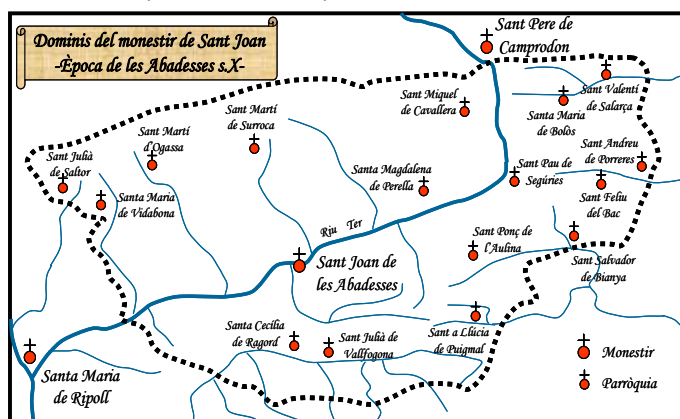 Dominis del monestir de Sant Joan
-Època de les Abadesses s.X-
Sant Pere de
Camprodon
Sant Valentí
de Salarça
Sant Miquel
de Cavallera
Santa Maria
de Bolòs
Sant Martí
de Surroca
Sant Martí
d'Ogassa
Sant Julià
de Saltor
Sant Andreu
de Porreres
Santa Magdalena
de Perella
Sant Pau de
Segúries
Santa Maria
de Vidabona
Sant Feliu
del Bac
Riu Ter
Sant Ponç de
l'Aulina
Sant Joan de
les Abadesses
Sant Salvador
de Bianya
Santa Cecília
de Ragord
Sant Julià de
Vallfogona
Sant a Llúcia
de Puigmal
Santa Maria
de Ripoll
Monestir
Parròquia